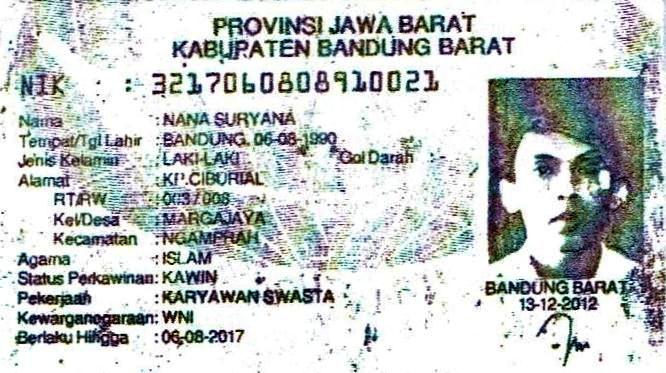 PROVINSI JAWA BARAT
KABUPATEN BANDUNG BARAT
NIK : 3217060808910021
Nama : NANA SURYANA
Tempat/Tgl Lahir : BANDUNG, 06-08-1990
Jenis Kelamin : LAKI-LAKI Gol Darah :
Alamat : KP.CIBURIAL
RT/RW : 003/008
Kel/Desa : MARGAJAYA
Kecamatan : NGAMPRAH
Agama : ISLAM
Status Perkawinan: KAWIN
Pekerjaan : KARYAWAN SWASTA
Kewarganegaraan: WNI
Berlaku Hingga : 06-08-2017
BANDUNG BARAT
13-12-2012